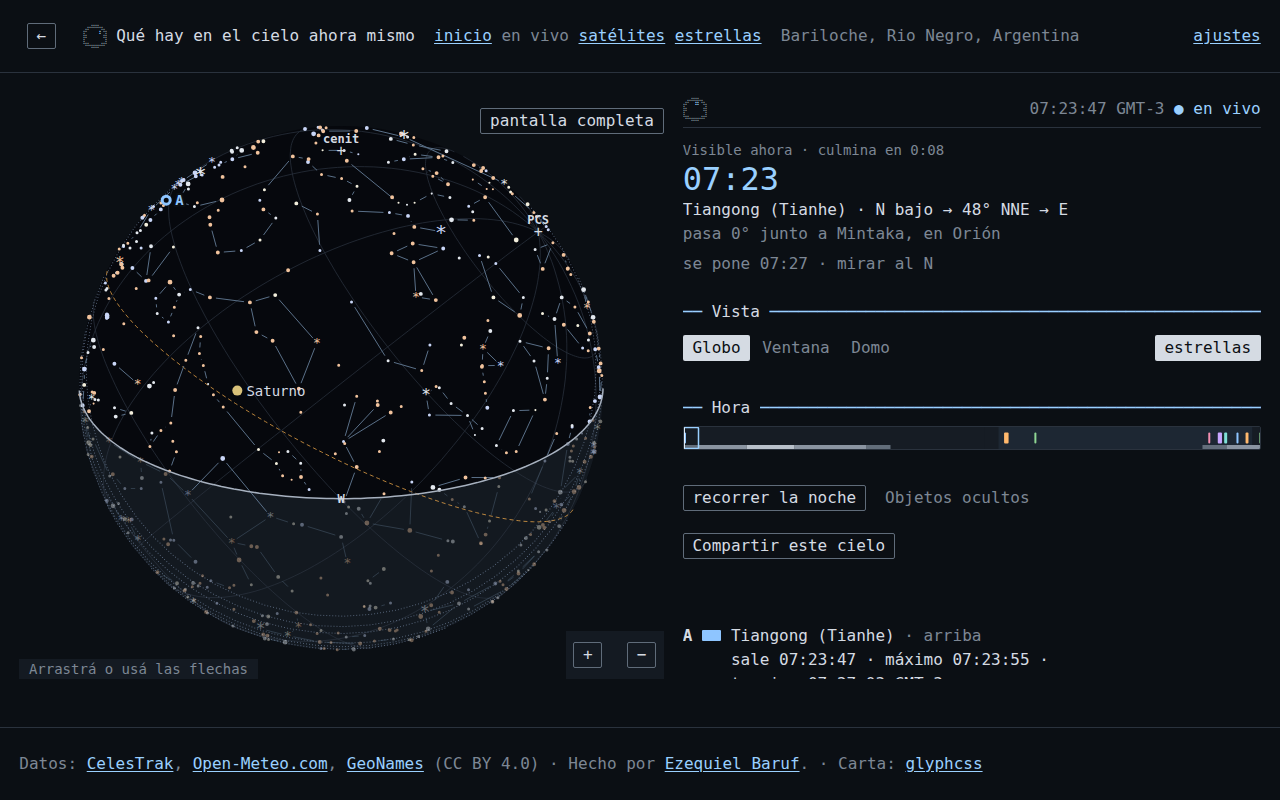 ← Qué hay en el cielo ahora mismo inicio en vivo satélites estrellas Bariloche, Rio Negro, Argentina ajustes
pantalla completa
cenit
A
PCS
Saturno
W
Arrastrá o usá las flechas
+ −
07:23:47 GMT-3 ● en vivo
Visible ahora · culmina en 0:08
07:23
Tiangong (Tianhe) · N bajo → 48° NNE → E
pasa 0° junto a Mintaka, en Orión
se pone 07:27 · mirar al N
Vista
Globo Ventana Domo estrellas
Hora
recorrer la noche Objetos ocultos
Compartir este cielo
A Tiangong (Tianhe) · arriba
sale 07:23:47 · máximo 07:23:55 ·
Datos: CelesTrak, Open-Meteo.com, GeoNames (CC BY 4.0) · Hecho por Ezequiel Baruf. · Carta: glyphcss